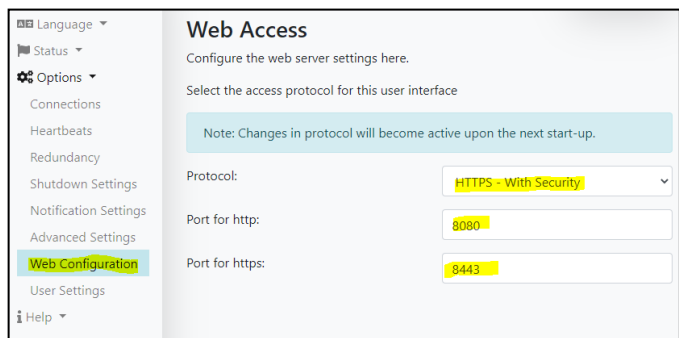 Language
Status
Options
Connections
Heartbeats
Redundancy
Shutdown Settings
Notification Settings
Advanced Settings
Web Configuration
User Settings
Help
Web Access
Configure the web server settings here.
Select the access protocol for this user interface
Note: Changes in protocol will become active upon the next start-up.
Protocol: HTTPS - With Security
Port for http: 8080
Port for https: 8443